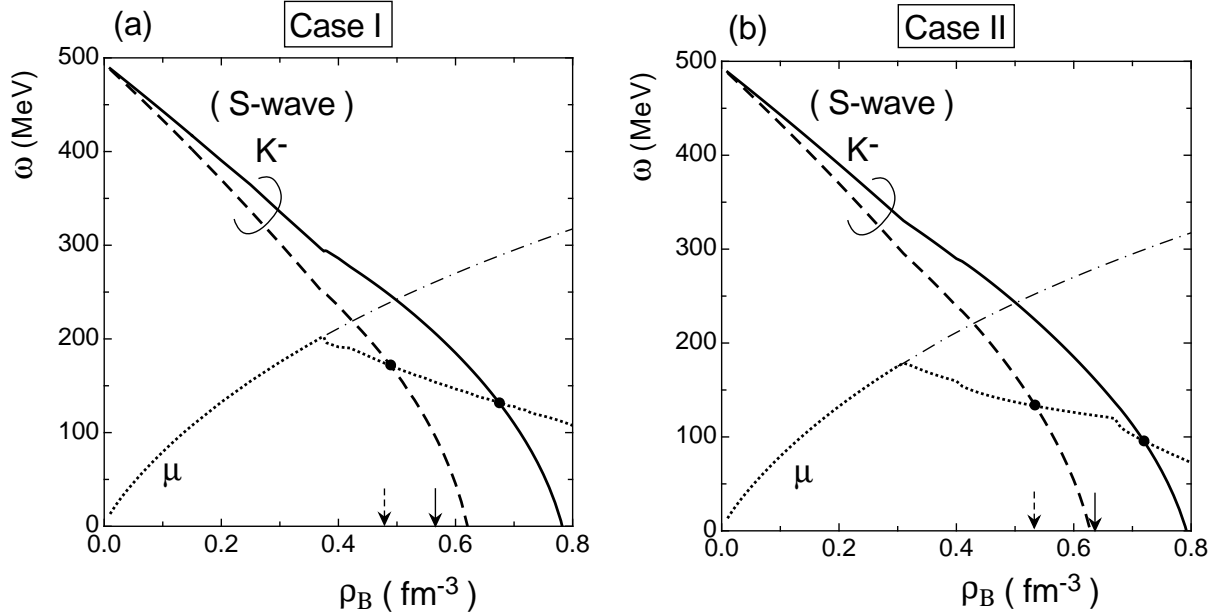 (a) Case I
500
400
300
200
100
0
ω (MeV)
( S-wave )
K-
μ
0.0 0.2 0.4 0.6 0.8
ρB ( fm-3 )
(b) Case II
500
400
300
200
100
0
ω (MeV)
( S-wave )
K-
μ
0.0 0.2 0.4 0.6 0.8
ρB ( fm-3 )